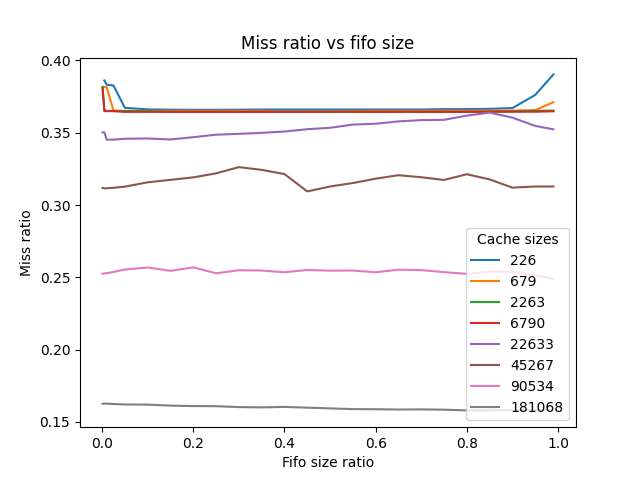 Miss ratio vs fifo size
Miss ratio
0.40
0.35
0.30
0.25
0.20
0.15
Cache sizes
226
679
2263
6790
22633
45267
90534
181068
0.0 0.2 0.4 0.6 0.8 1.0
Fifo size ratio